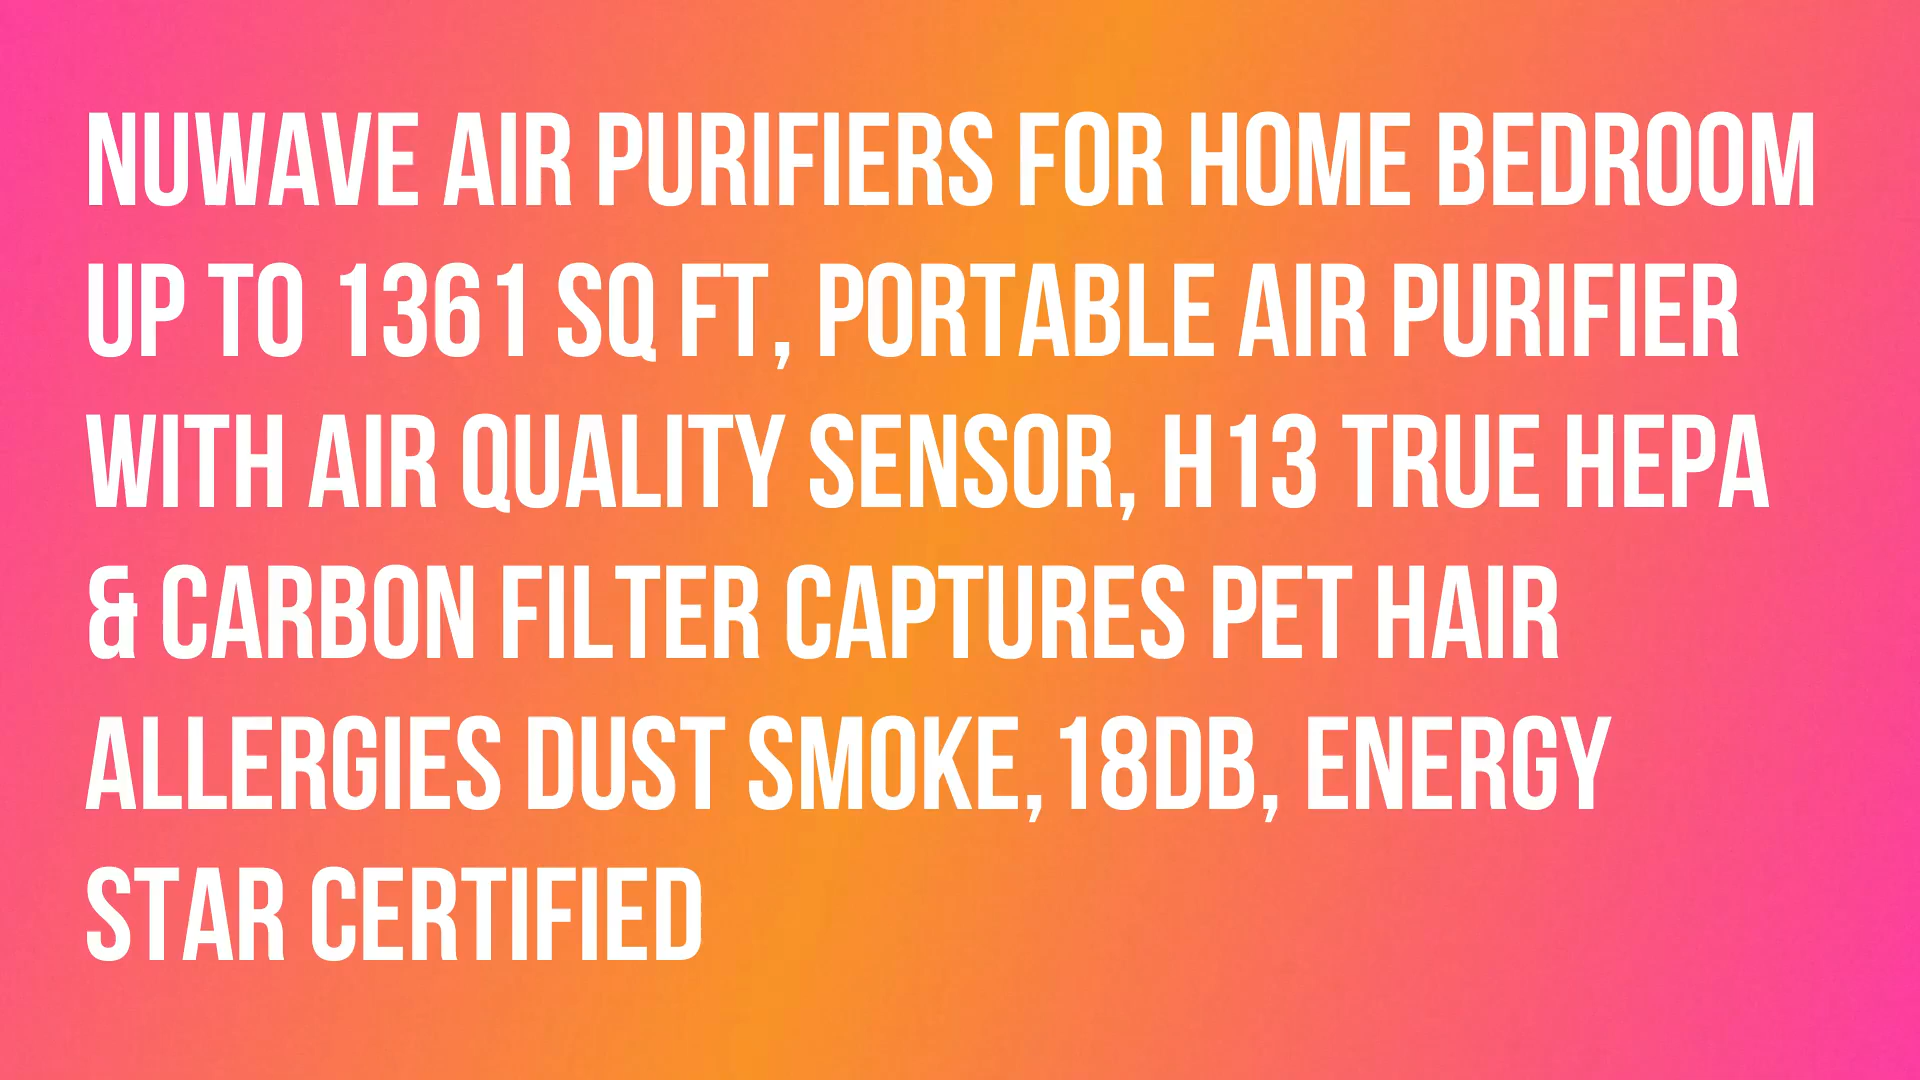 NUWAVE AIR PURIFIERS FOR HOME BEDROOM
UP TO 1361 SQ FT, PORTABLE AIR PURIFIER
WITH AIR QUALITY SENSOR, H13 TRUE HEPA
& CARBON FILTER CAPTURES PET HAIR
ALLERGIES DUST SMOKE,18DB, ENERGY
STAR CERTIFIED